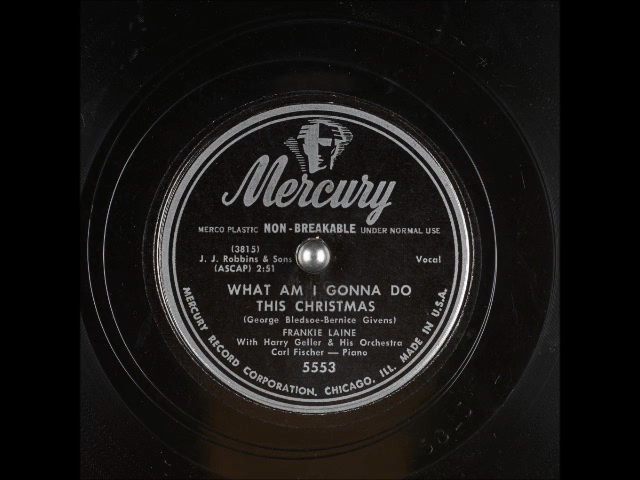 Mercury
MERCO PLASTIC NON-BREAKABLE UNDER NORMAL USE
(3815)
J. J. Robbins & Sons
(ASCAP) 2:51
Vocal
WHAT AM I GONNA DO
THIS CHRISTMAS
(George Bledsoe-Bernice Givens)
FRANKIE LAINE
With Harry Geller & His Orchestra
Carl Fischer — Piano
5553
MERCURY RECORD CORPORATION, CHICAGO, ILL. MADE IN U.S.A.